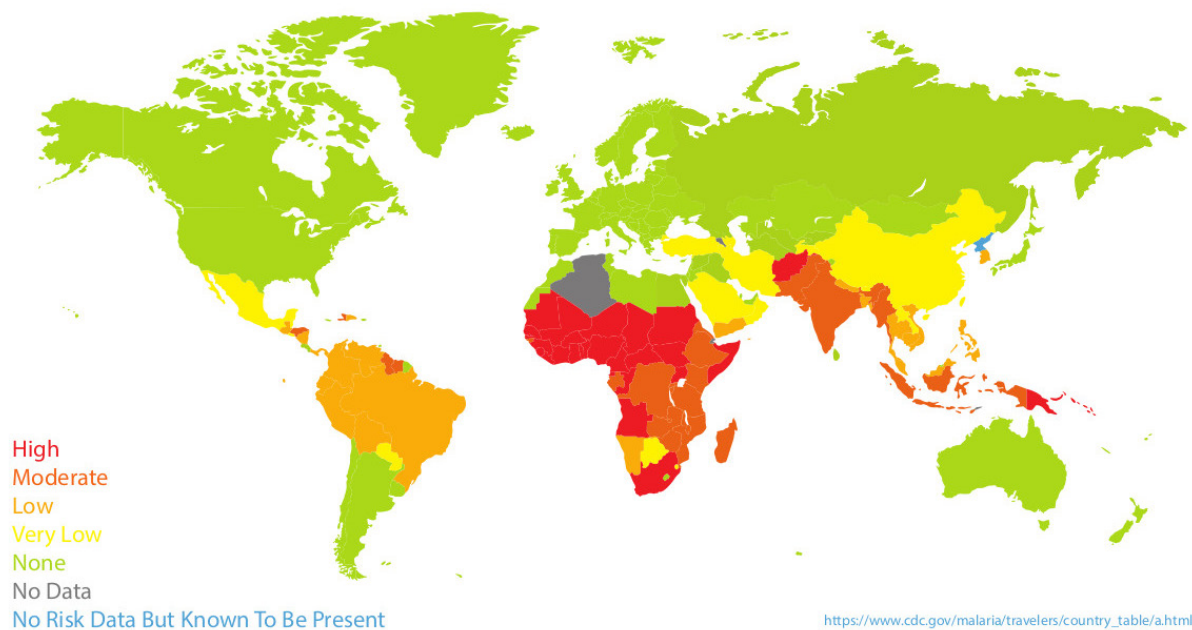 High
Moderate
Low
Very Low
None
No Data
No Risk Data But Known To Be Present
https://www.cdc.gov/malaria/travelers/country_table/a.html